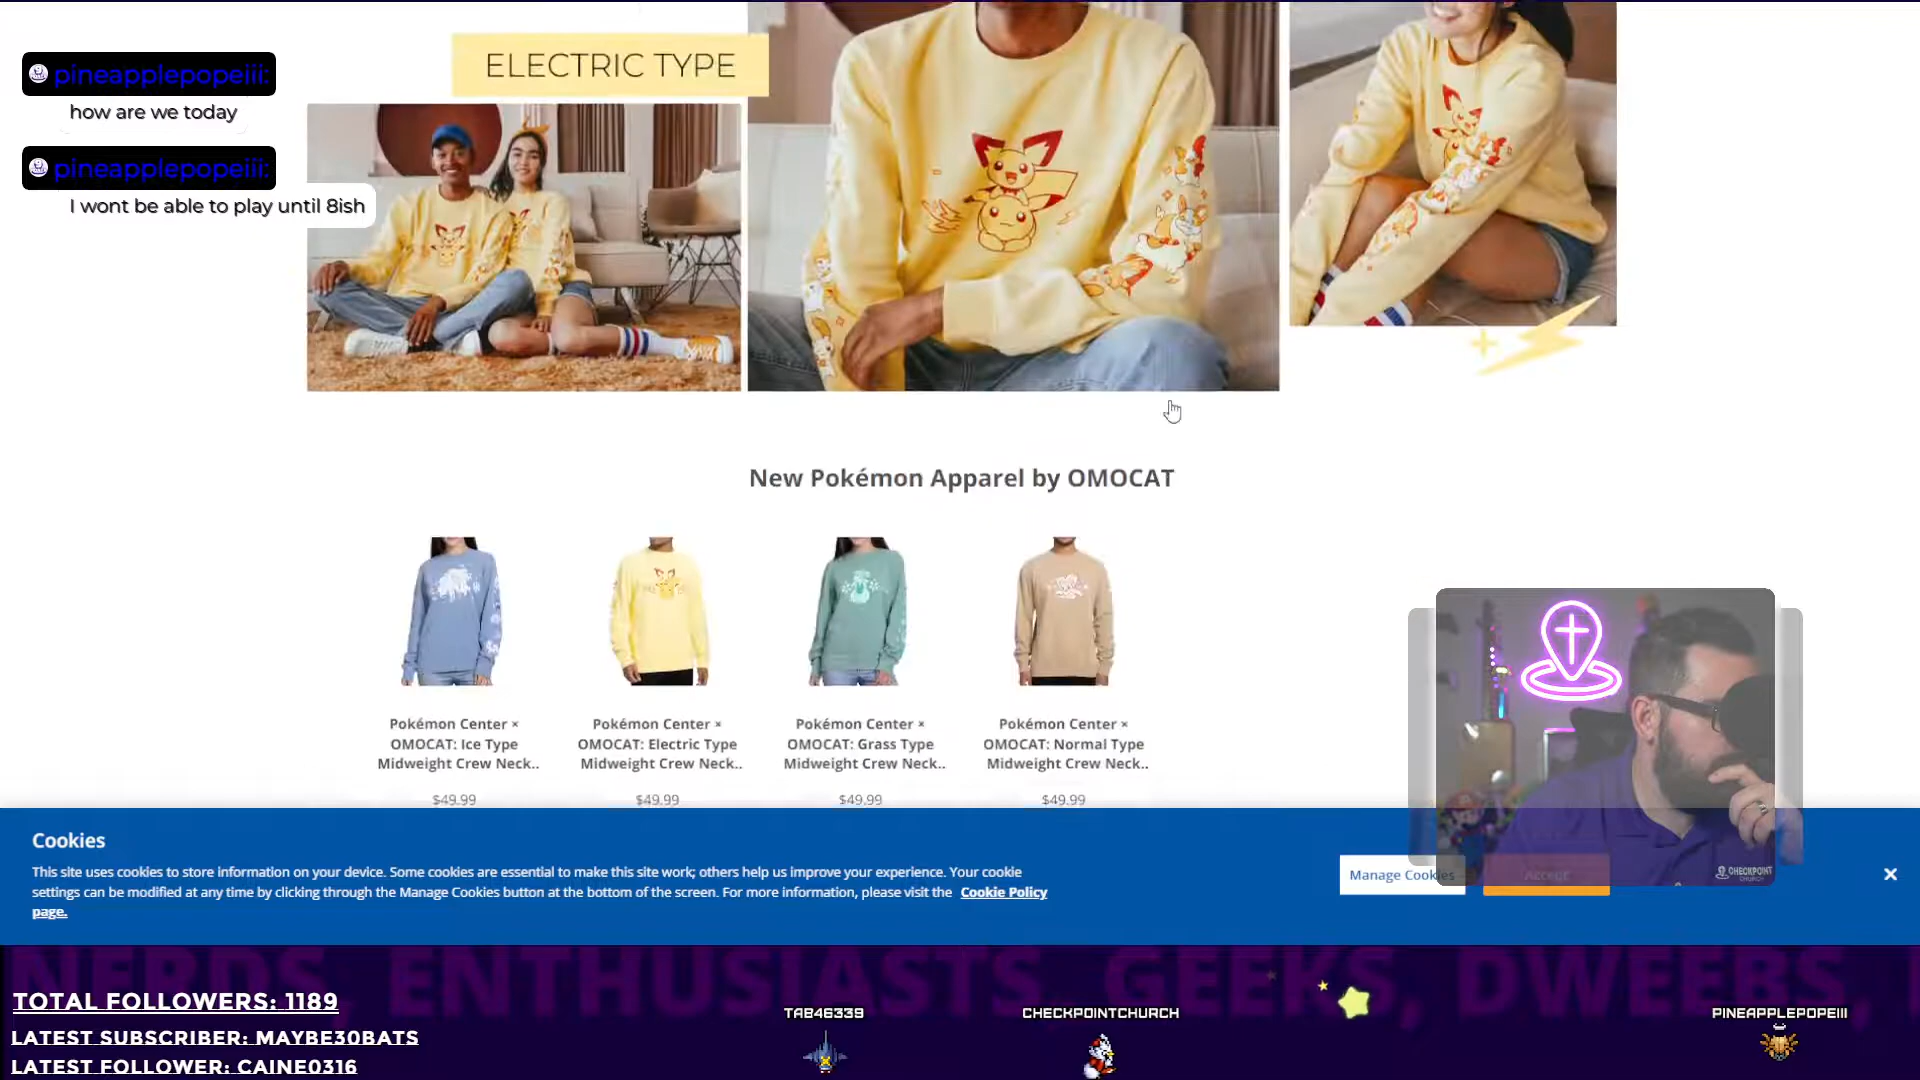 pineapplepopeiii:
how are we today
pineapplepopeiii:
I wont be able to play until 8ish
ELECTRIC TYPE
New Pokémon Apparel by OMOCAT
Pokémon Center ×
OMOCAT: Ice Type
Midweight Crew Neck..
$49.99
Pokémon Center ×
OMOCAT: Electric Type
Midweight Crew Neck..
$49.99
Pokémon Center ×
OMOCAT: Grass Type
Midweight Crew Neck..
$49.99
Pokémon Center ×
OMOCAT: Normal Type
Midweight Crew Neck..
$49.99
Cookies
This site uses cookies to store information on your device. Some cookies are essential to make this site work; others help us improve your experience. Your cookie
settings can be modified at any time by clicking through the Manage Cookies button at the bottom of the screen. For more information, please visit the Cookie Policy
page.
Manage Cookies
Accept
CHECKPOINT
CHURCH
NERDS, ENTHUSIASTS, GEEKS, DWEEBS,
TOTAL FOLLOWERS: 1189
LATEST SUBSCRIBER: MAYBE30BATS
LATEST FOLLOWER: CAINE0316
TAB46339
CHECKPOINTCHURCH
PINEAPPLEPOPEIII